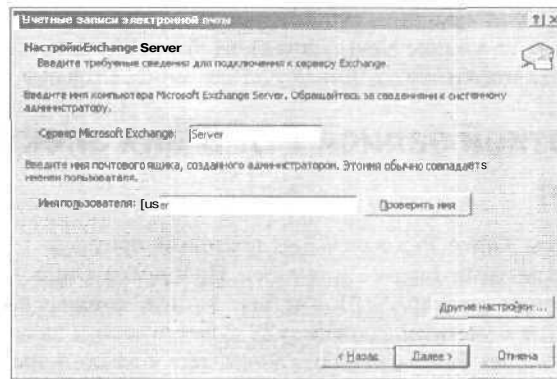 Учетные записи электронной почты
Настройки Exchange Server
Введите требуемые сведения для подключения к серверу Exchange.
Введите имя компьютера Microsoft Exchange Server. Обращайтесь за сведениями к системному
администратору.
Сервер Microsoft Exchange: Server
Введите имя почтового ящика, созданного администратором. Это имя обычно совпадает s
именем пользователя.
Имя пользователя: [user
Проверить имя
Другие настройки...
< Назад Далее > Отмена